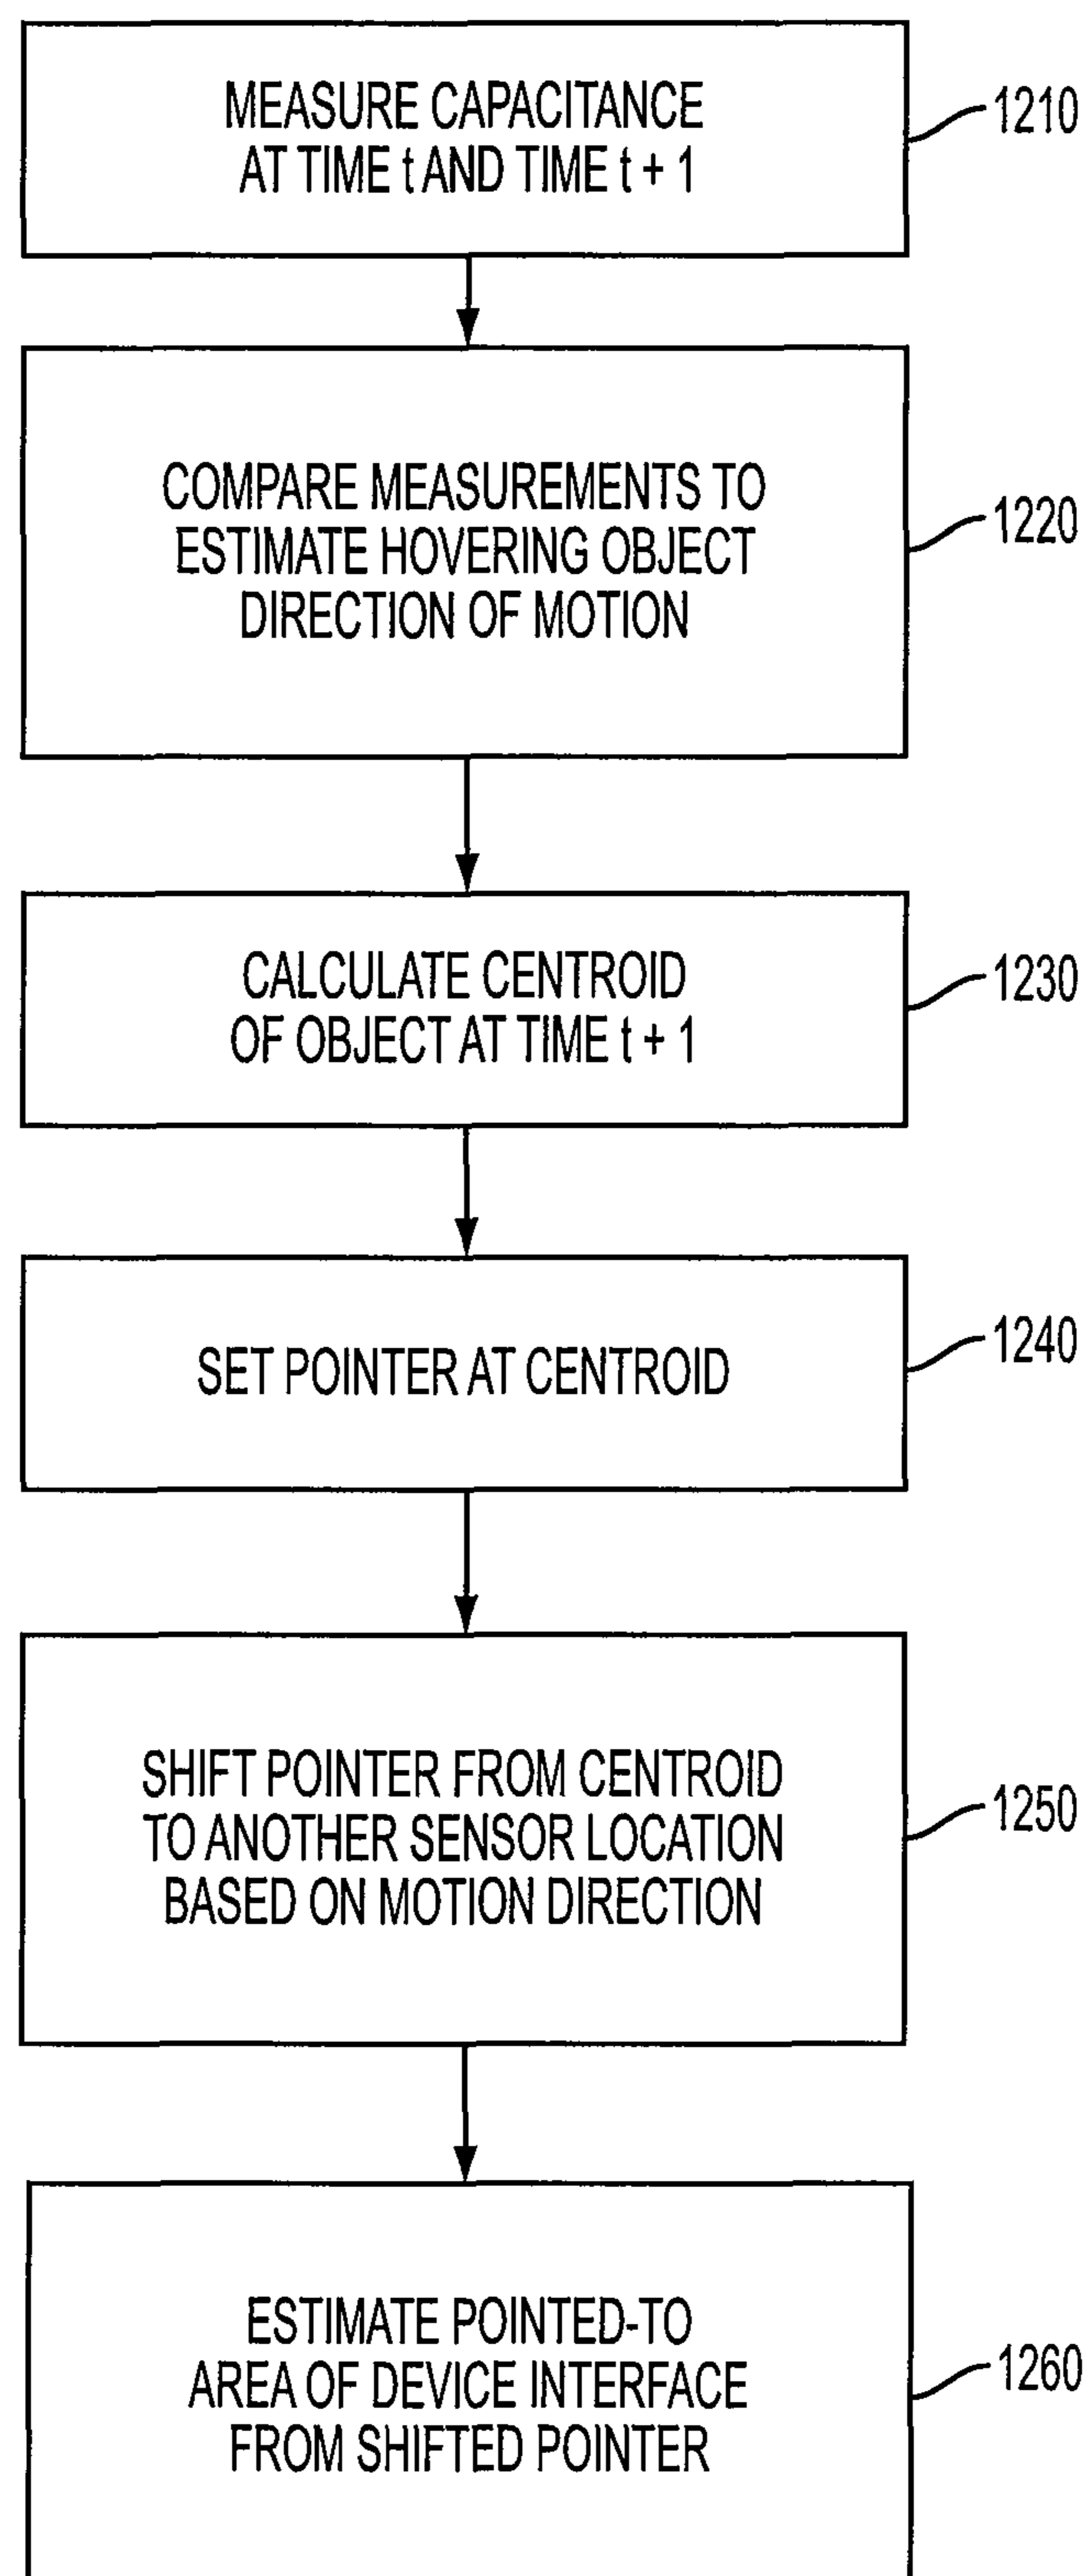 MEASURE CAPACITANCE
AT TIME t AND TIME t + 1
1210
COMPARE MEASUREMENTS TO
ESTIMATE HOVERING OBJECT
DIRECTION OF MOTION
1220
CALCULATE CENTROID
OF OBJECT AT TIME t + 1
1230
SET POINTER AT CENTROID
1240
SHIFT POINTER FROM CENTROID
TO ANOTHER SENSOR LOCATION
BASED ON MOTION DIRECTION
1250
ESTIMATE POINTED-TO
AREA OF DEVICE INTERFACE
FROM SHIFTED POINTER
1260